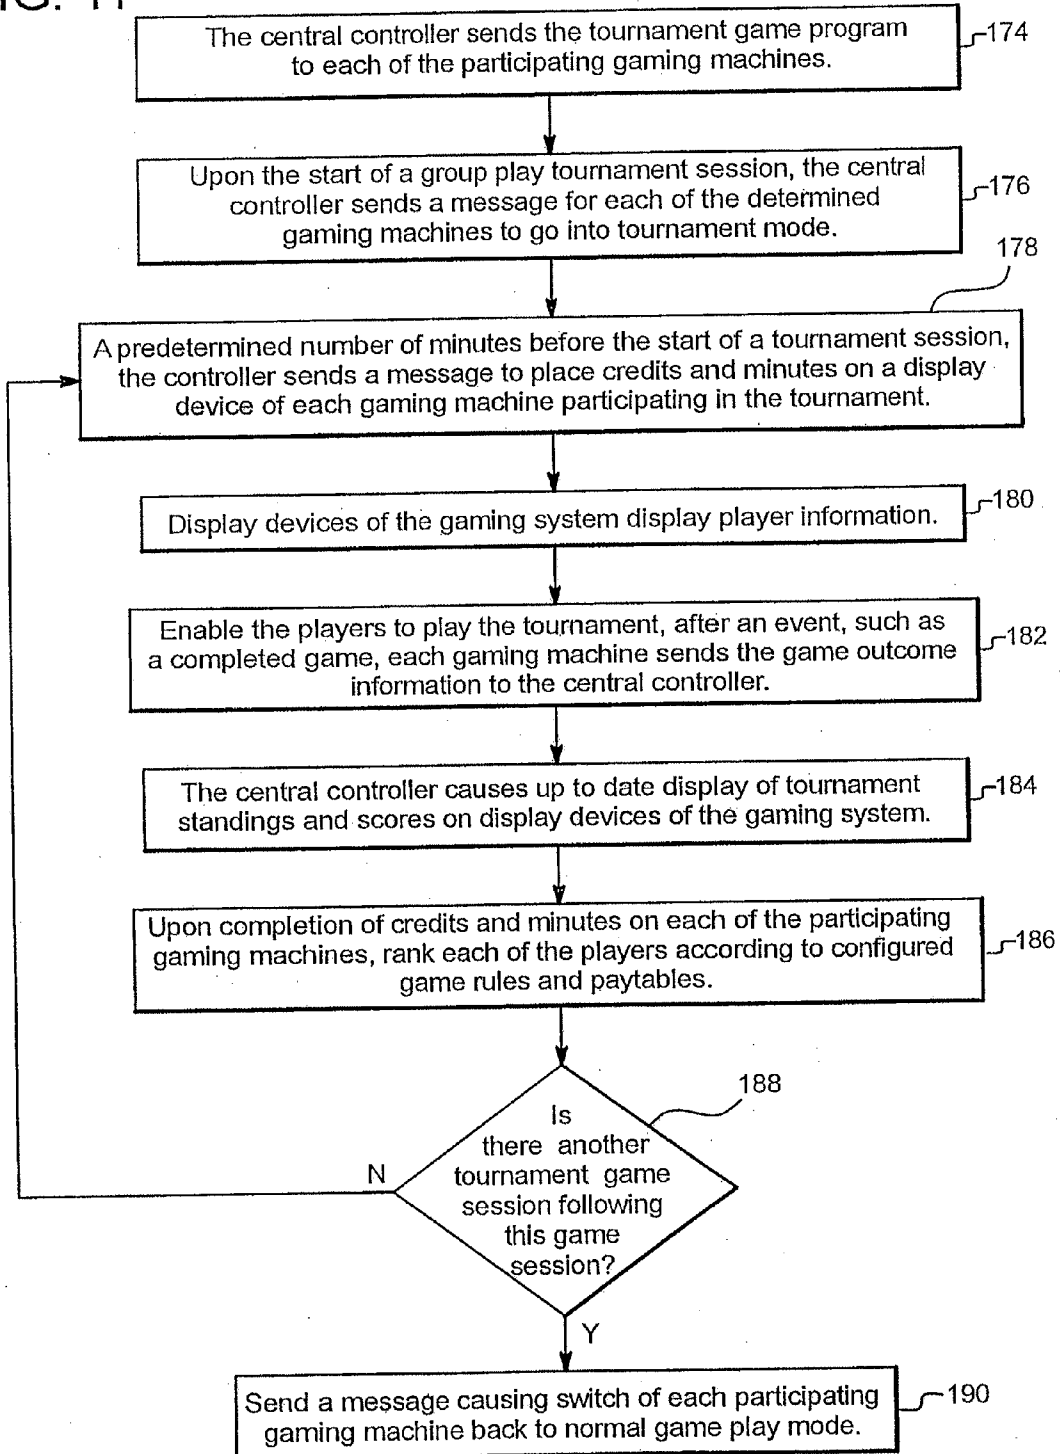 FIG. 11
The central controller sends the tournament game program
to each of the participating gaming machines.
174
Upon the start of a group play tournament session, the central
controller sends a message for each of the determined
gaming machines to go into tournament mode.
176
178
A predetermined number of minutes before the start of a tournament session,
the controller sends a message to place credits and minutes on a display
device of each gaming machine participating in the tournament.
Display devices of the gaming system display player information.
180
Enable the players to play the tournament, after an event, such as
a completed game, each gaming machine sends the game outcome
information to the central controller.
182
The central controller causes up to date display of tournament
standings and scores on display devices of the gaming system.
184
Upon completion of credits and minutes on each of the participating
gaming machines, rank each of the players according to configured
game rules and paytables.
186
188
Is
there another
tournament game
session following
this game
session?
N
Y
Send a message causing switch of each participating
gaming machine back to normal game play mode.
190